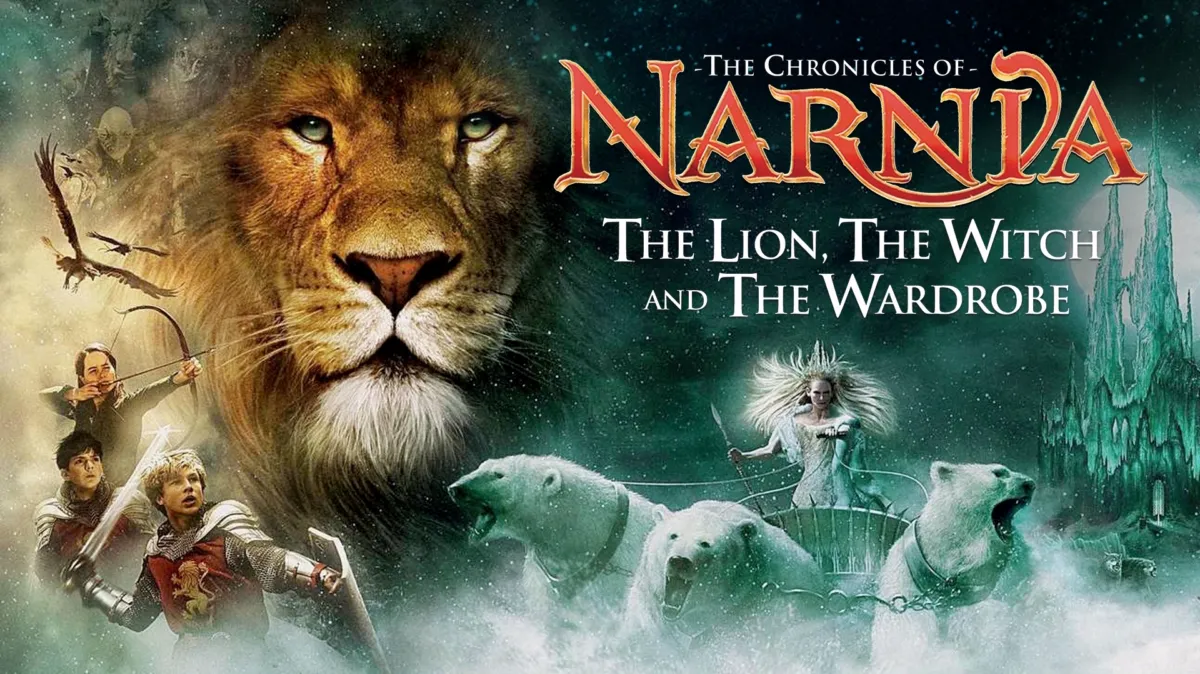 - The Chronicles of -
Narnia
The Lion, The Witch
and The Wardrobe